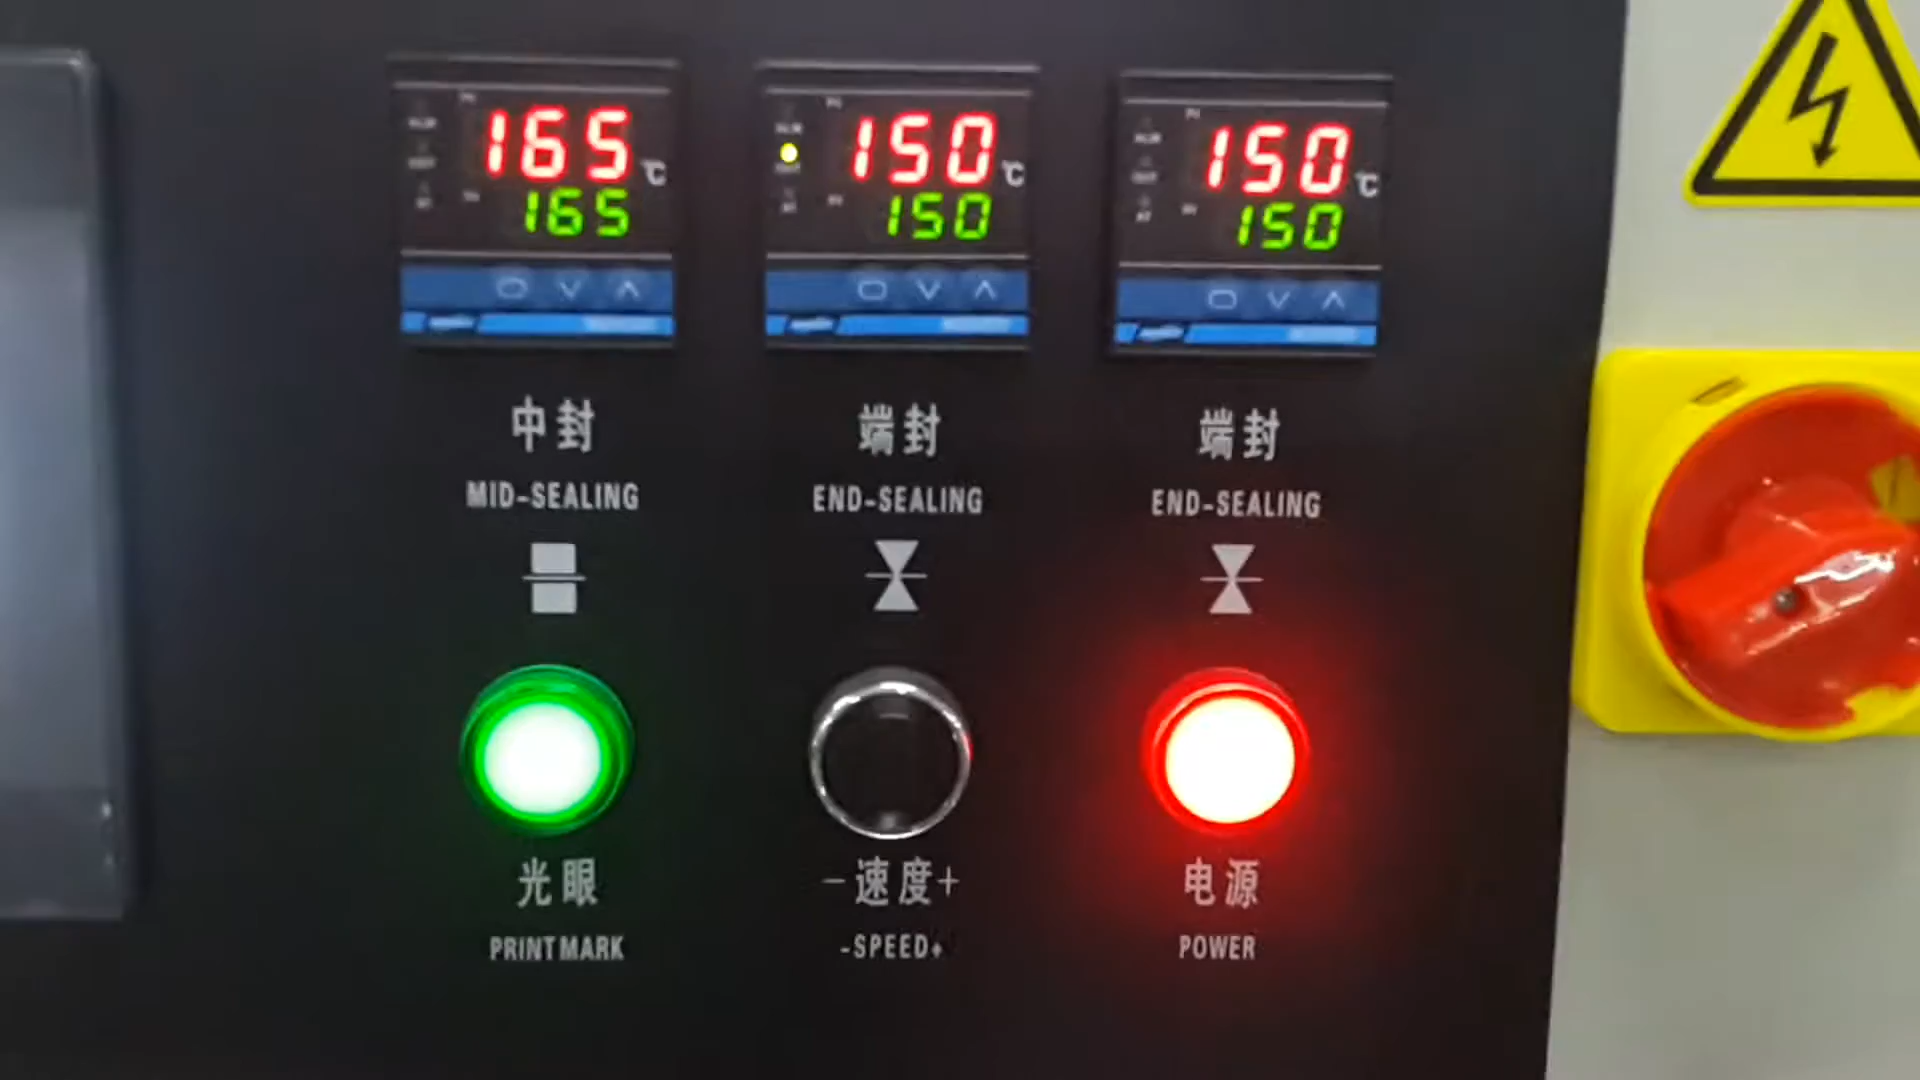 165 ℃
165
150 ℃
150
150 ℃
150
中封
MID-SEALING
端封
END-SEALING
端封
END-SEALING
光眼
PRINT MARK
－速度+
-SPEED+
电源
POWER